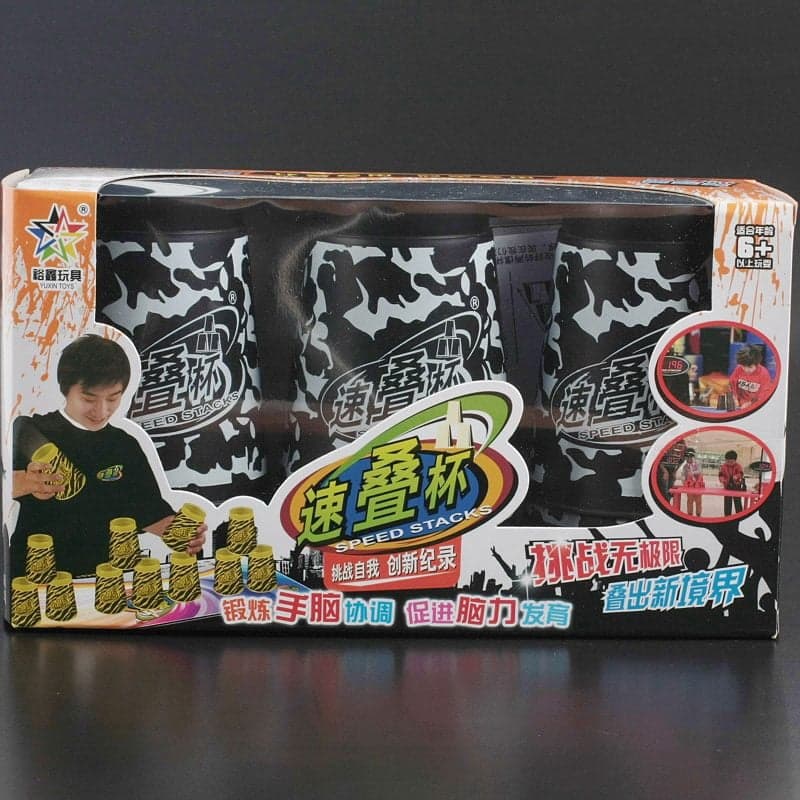 ®
裕鑫玩具
YUXIN TOYS
适合年龄
6+
以上玩耍
®
叠杯
SPEED STACKS
速叠杯
SPEED STACKS
速叠
SPEED STACKS
196
速叠杯
SPEED STACKS
挑战自我 创新纪录
挑战无极限
叠出新境界
锻炼手脑协调 促进脑力发育